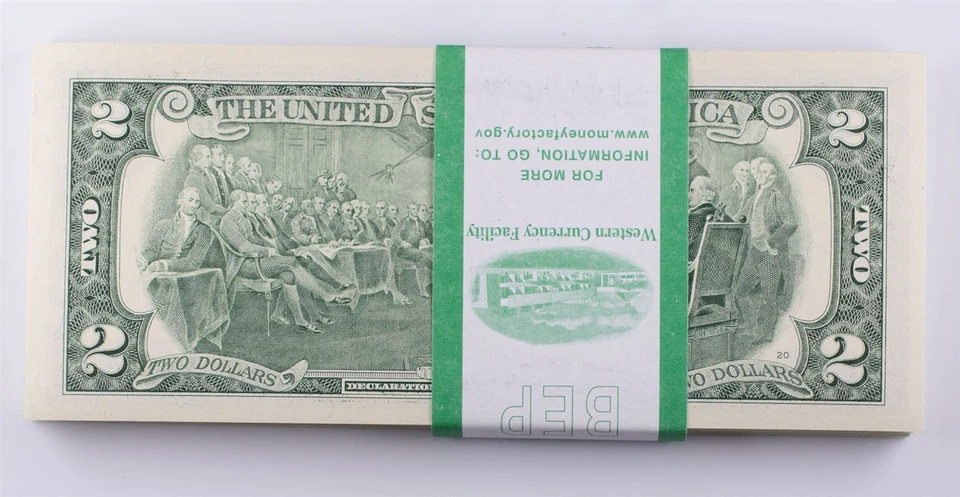 2
THE UNITED S
ICA
2
TWO
TWO
2
TWO DOLLARS
DECLARATION
20
WO DOLLARS
2
www.moneyfactory.gov
INFORMATION, GO TO:
FOR MORE
Western Currency Facility
BEP